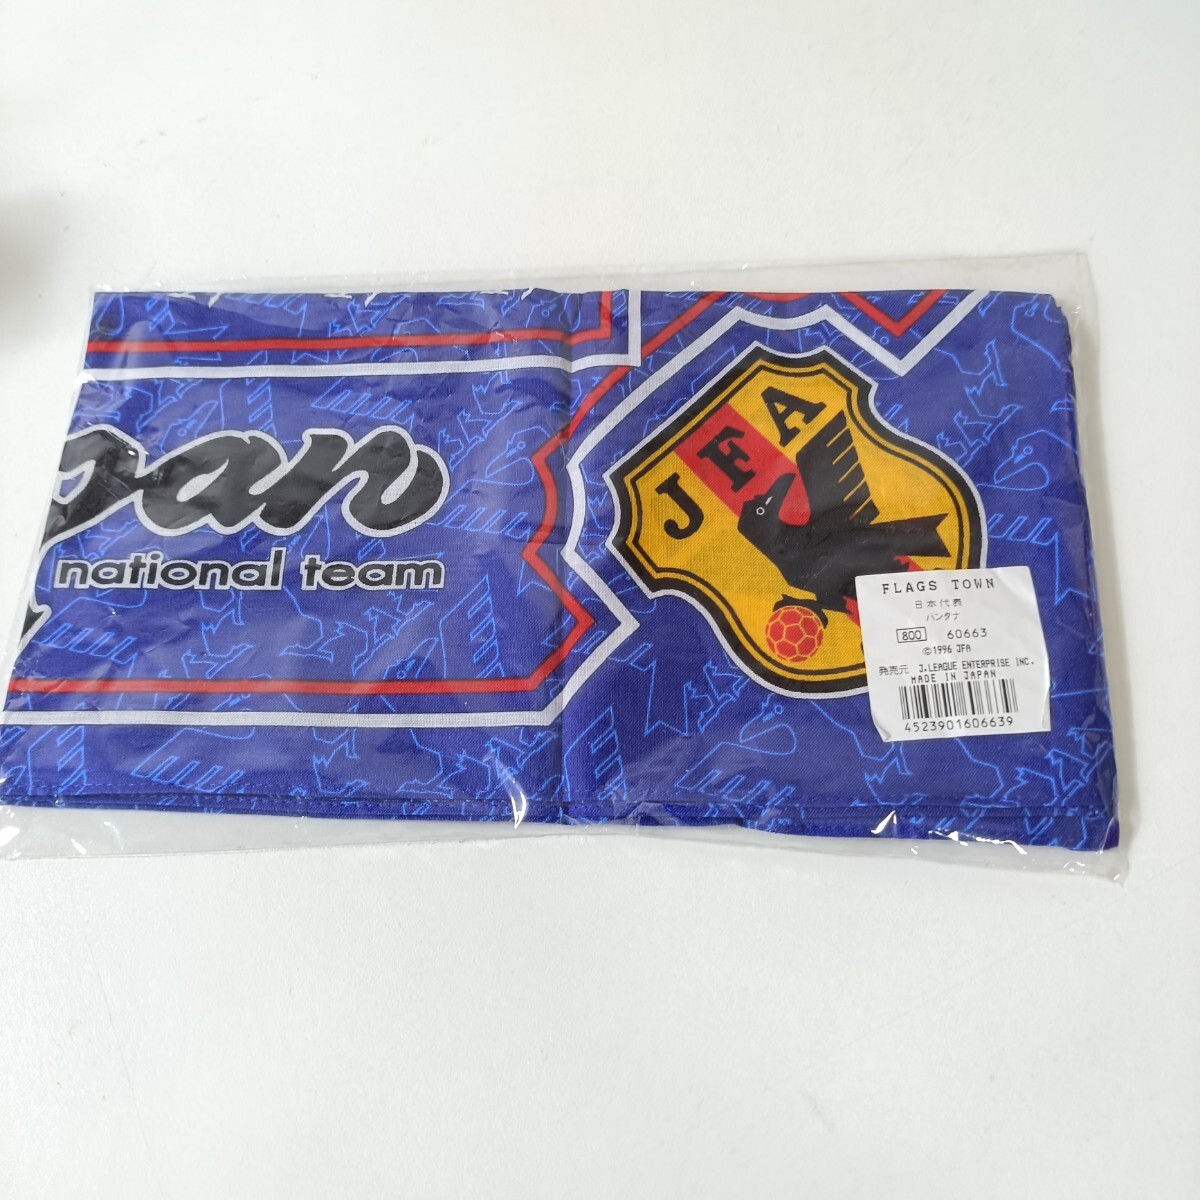 pan
national team
JFA
FLAGS TOWN
日本代表
バンダナ
800 60663
©1996 JFA
発売元 J.LEAGUE ENTERPRISE INC.
MADE IN JAPAN
4523901606639